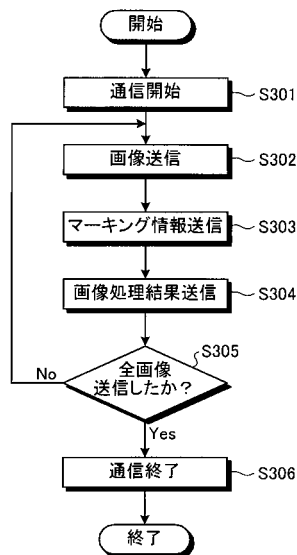 開始
通信開始
S301
画像送信
S302
マーキング情報送信
S303
画像処理結果送信
S304
S305
全画像
送信したか？
No
Yes
通信終了
S306
終了